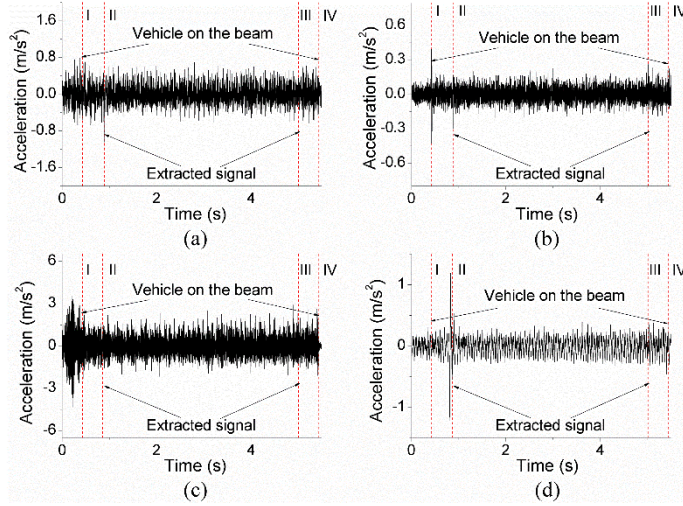 I II III IV
Vehicle on the beam
Extracted signal
Acceleration (m/s²)
1.6
0.8
0.0
-0.8
-1.6
0 2 4
Time (s)
(a)
I II III IV
Vehicle on the beam
Extracted signal
Acceleration (m/s²)
0.6
0.3
0.0
-0.3
-0.6
0 2 4
Time (s)
(b)
I II III IV
Vehicle on the beam
Extracted signal
Acceleration (m/s²)
6
3
0
-3
-6
0 2 4
Time (s)
(c)
I II III IV
Vehicle on the beam
Extracted signal
Acceleration (m/s²)
1
0
-1
0 2 4
Time (s)
(d)